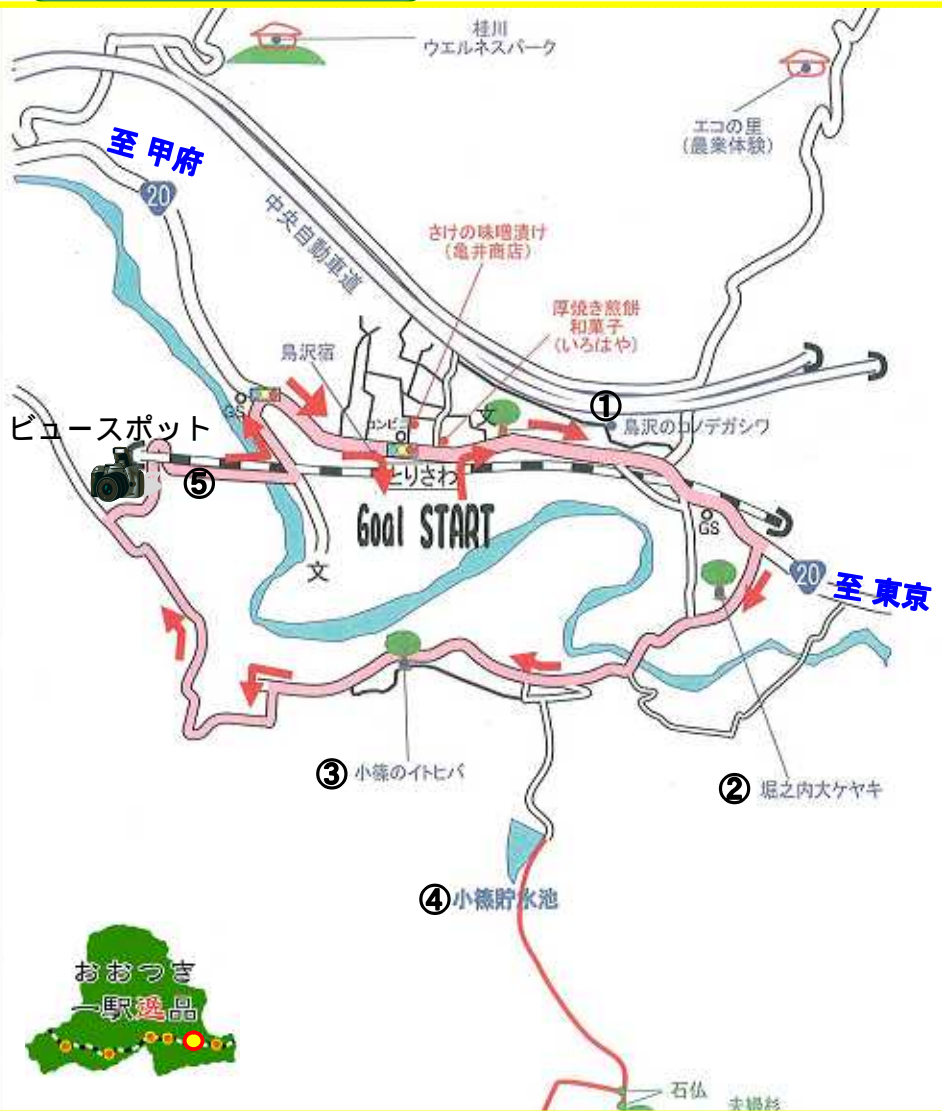 桂川
ウエルネスパーク
エコの里
(農業体験)
至 甲府
20
中央自動車道
さけの味噌漬け
(亀井商店)
厚焼き煎餅
和菓子
(いろはや)
鳥沢宿
GS
コンビニ
文
①
鳥沢のコノデガシワ
ビュースポット
⑤
とりさわ
Goal START
GS
文
20
至 東京
③ 小篠のイトヒバ
② 堀之内大ケヤキ
④ 小篠貯水池
おおつき
一駅逸品
石仏
夫婦杉